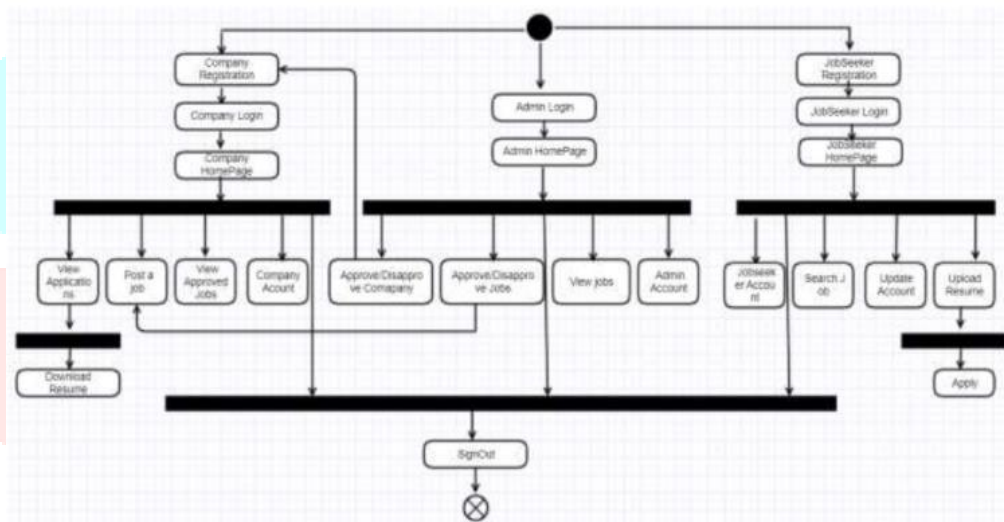 Company
Registration
Company Login
Company
HomePage
Admin Login
Admin HomePage
JobSeeker
Registration
JobSeeker Login
JobSeeker
HomePage
View
Applicatio
ns
Post a
job
View
Approved
Jobs
Company
Acount
Approve/Disappro
ve Comapany
Approve/Disappro
ve Jobs
View jobs
Admin
Account
Jobseek
er Accou
nt
Search J
ob
Update
Account
Upload
Resume
Download
Resume
Apply
SignOut